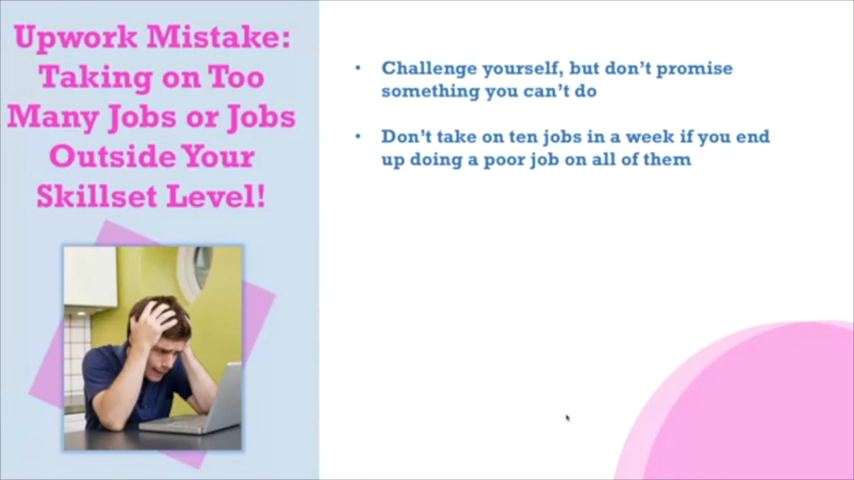 Upwork Mistake:
Taking on Too
Many Jobs or Jobs
Outside Your
Skillset Level!
• Challenge yourself, but don't promise
something you can't do
• Don't take on ten jobs in a week if you end
up doing a poor job on all of them